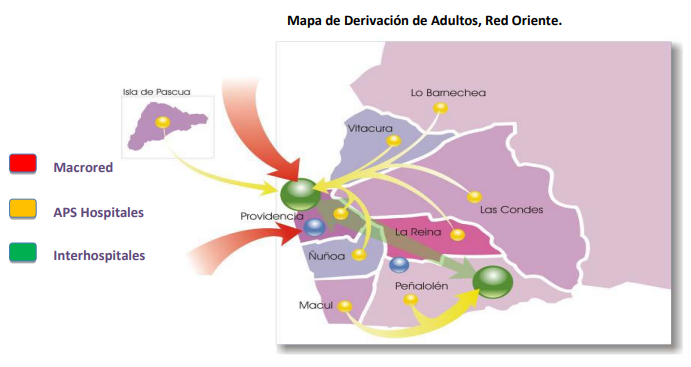 Mapa de Derivación de Adultos, Red Oriente.
Isla de Pascua
Lo Barnechea
Vitacura
Macrored
Las Condes
APS Hospitales
Providencia
La Reina
Interhospitales
Ñuñoa
Peñalolén
Macul